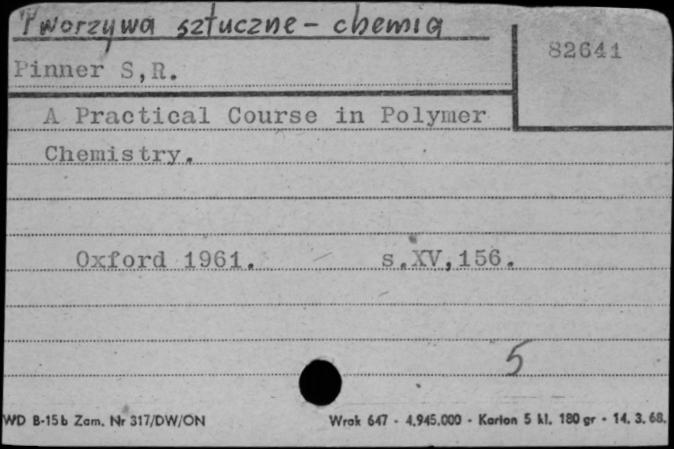 Tworzywa sztuczne - chemia
82641
Pinner S,R.
A Practical Course in Polymer
Chemistry.
Oxford 1961. s.XV,156.
5
WD B-15b Zam. Nr 317/DW/ON Wrak 647 - 4.945.000 - Karton 5 kl. 180 gr - 14. 3. 68.